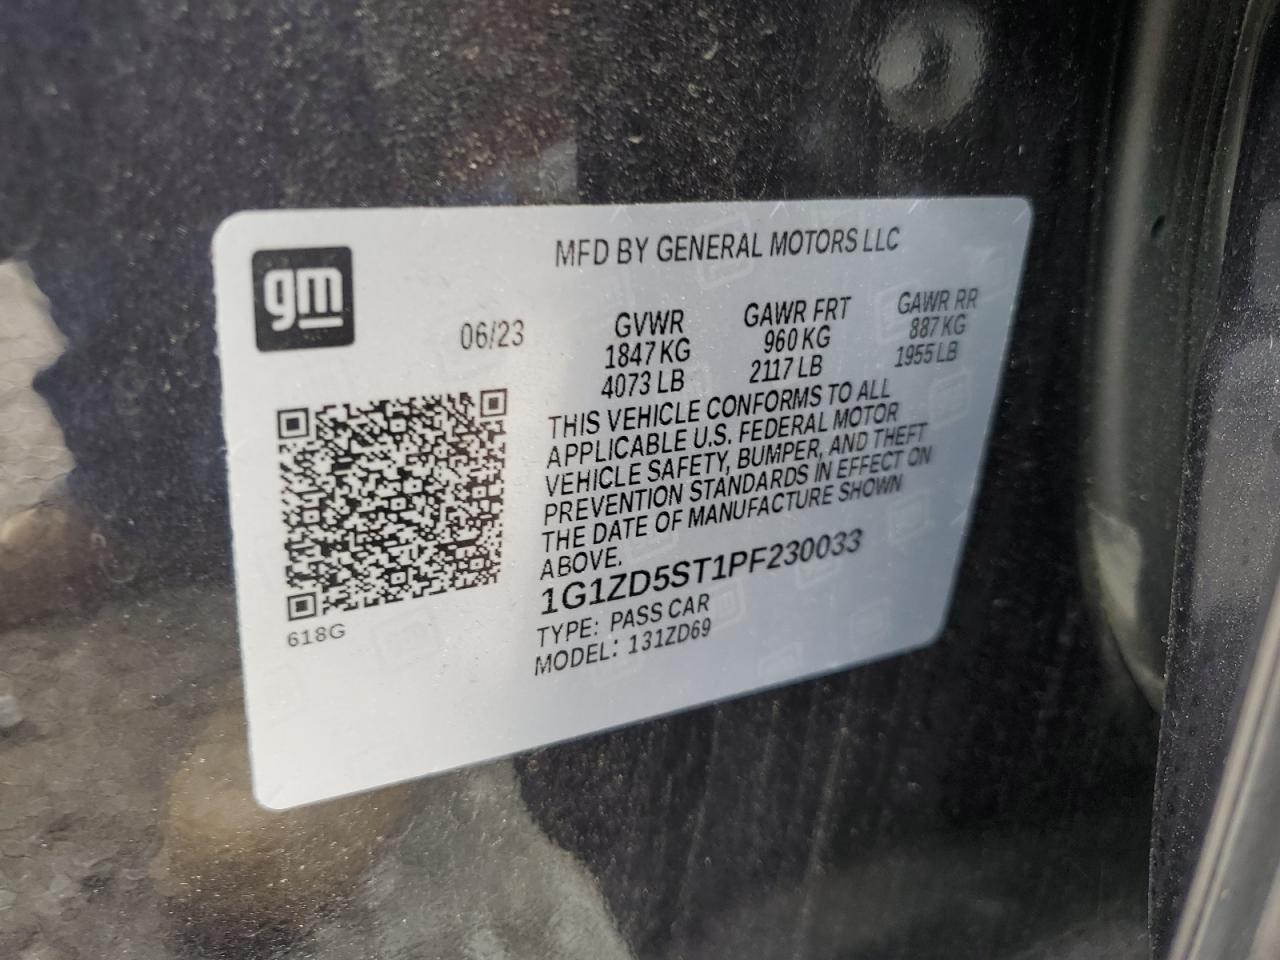 gm
MFD BY GENERAL MOTORS LLC
06/23
GVWR
1847 KG
4073 LB
GAWR FRT
960 KG
2117 LB
GAWR RR
887 KG
1955 LB
THIS VEHICLE CONFORMS TO ALL
APPLICABLE U.S. FEDERAL MOTOR
VEHICLE SAFETY, BUMPER, AND THEFT
PREVENTION STANDARDS IN EFFECT ON
THE DATE OF MANUFACTURE SHOWN
ABOVE.
1G1ZD5ST1PF230033
TYPE: PASS CAR
MODEL: 131ZD69
618G